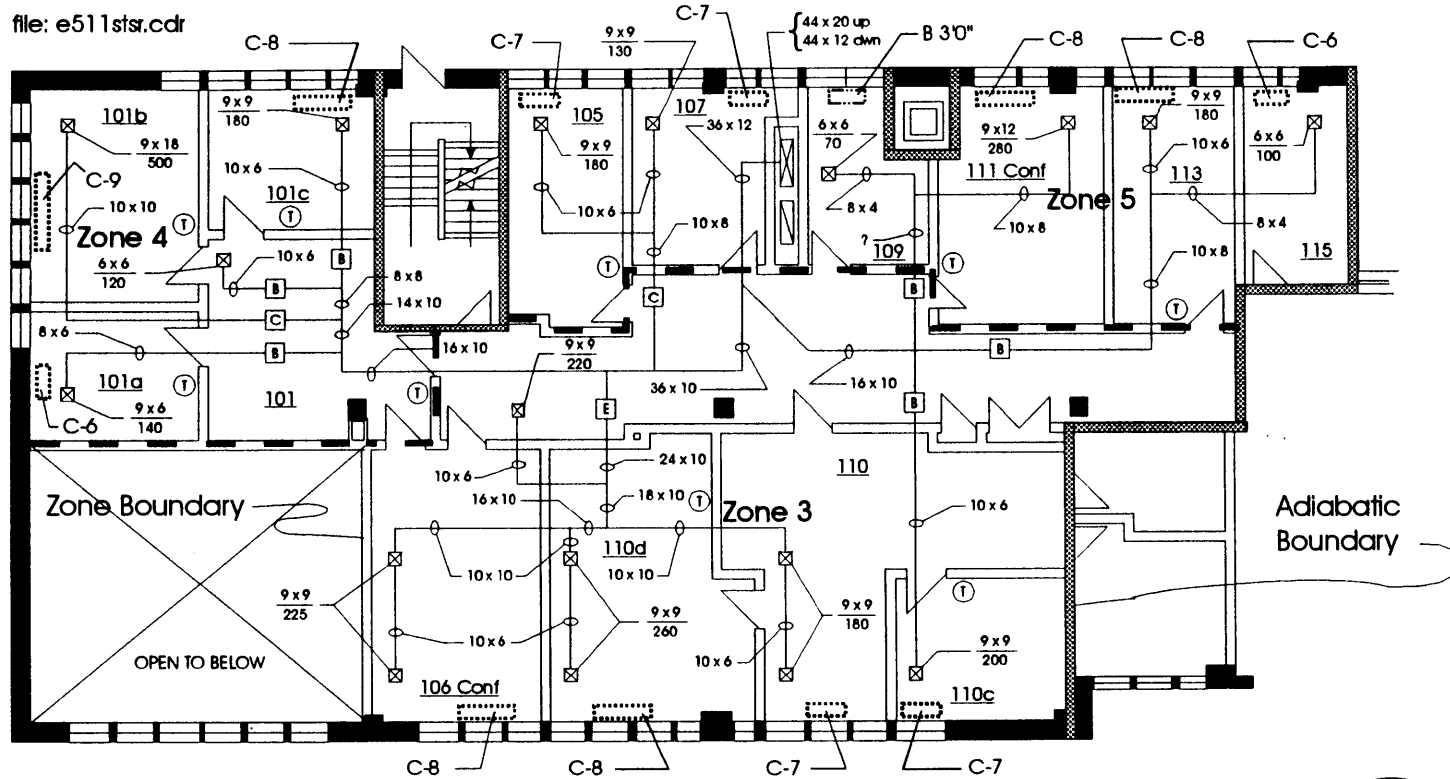 file: e511stsr.cdr
C-8
C-7
9 x 9
130
C-7
44 x 20 up
44 x 12 dwn
B 3'0"
C-8
C-8
C-6
101b
9 x 9
180
105
107
36 x 12
6 x 6
70
9 x 12
280
9 x 9
180
9 x 18
500
9 x 9
180
10 x 6
6 x 6
100
10 x 6
111 Conf
113
C-9
101c
Zone 5
10 x 10
T
T
10 x 6
8 x 4
10 x 8
8 x 4
Zone 4
10 x 8
?
109
10 x 8
115
6 x 6
120
10 x 6
B
T
T
B
8 x 8
C
B
C
14 x 10
T
8 x 6
B
16 x 10
9 x 9
220
B
101a
T
101
T
36 x 10
16 x 10
C-6
9 x 6
140
E
B
24 x 10
110
Zone Boundary
10 x 6
16 x 10
18 x 10
T
Zone 3
10 x 6
Adiabatic
Boundary
110d
10 x 10
10 x 10
T
9 x 9
225
10 x 6
9 x 9
260
9 x 9
180
OPEN TO BELOW
10 x 6
9 x 9
200
106 Conf
110c
C-8
C-8
C-7
C-7